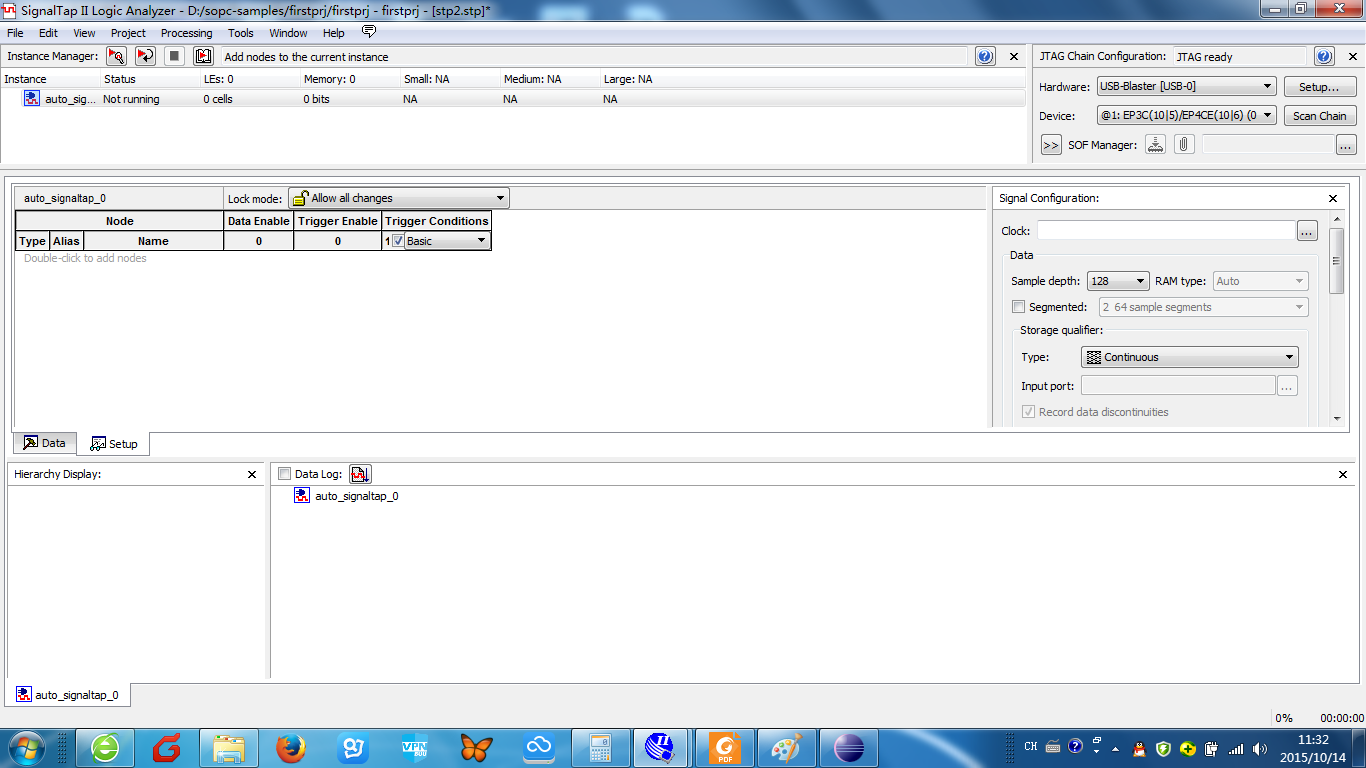 SignalTap II Logic Analyzer - D:/sopc-samples/firstprj/firstprj - firstprj - [stp2.stp]*
File Edit View Project Processing Tools Window Help
Instance Manager: Add nodes to the current instance
Instance Status LEs: 0 Memory: 0 Small: NA Medium: NA Large: NA
auto_sig... Not running 0 cells 0 bits NA NA NA
JTAG Chain Configuration: JTAG ready
Hardware: USB-Blaster [USB-0] Setup...
Device: @1: EP3C(10|5)/EP4CE(10|6) (0 Scan Chain
>> SOF Manager: ...
auto_signaltap_0 Lock mode: Allow all changes
Node Data Enable Trigger Enable Trigger Conditions
Type Alias Name 0 0 1 Basic
Double-click to add nodes
Signal Configuration:
Clock: ...
Data
Sample depth: 128 RAM type: Auto
Segmented: 2 64 sample segments
Storage qualifier:
Type: Continuous
Input port: ...
Record data discontinuities
Data Setup
Hierarchy Display:
Data Log:
auto_signaltap_0
auto_signaltap_0
0% 00:00:00
CH 11:32
2015/10/14
VPN
PDF